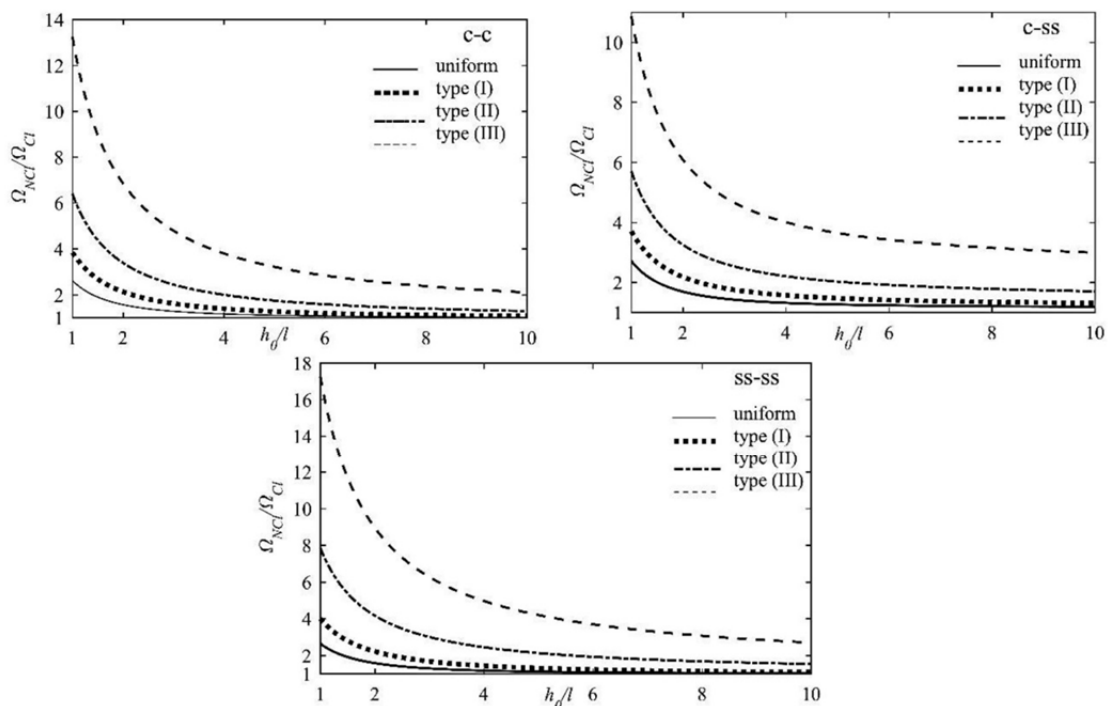 14
12
10
8
6
4
2
1
Ω_NCl/Ω_Cl
c-c
uniform
type (I)
type (II)
type (III)
1 2 4 h_0/l 6 8 10
10
8
6
4
2
1
Ω_NCl/Ω_Cl
c-ss
uniform
type (I)
type (II)
type (III)
1 2 4 h_0/l 6 8 10
18
16
14
12
10
8
6
4
2
1
Ω_NCl/Ω_Cl
ss-ss
uniform
type (I)
type (II)
type (III)
1 2 4 h_0/l 6 8 10